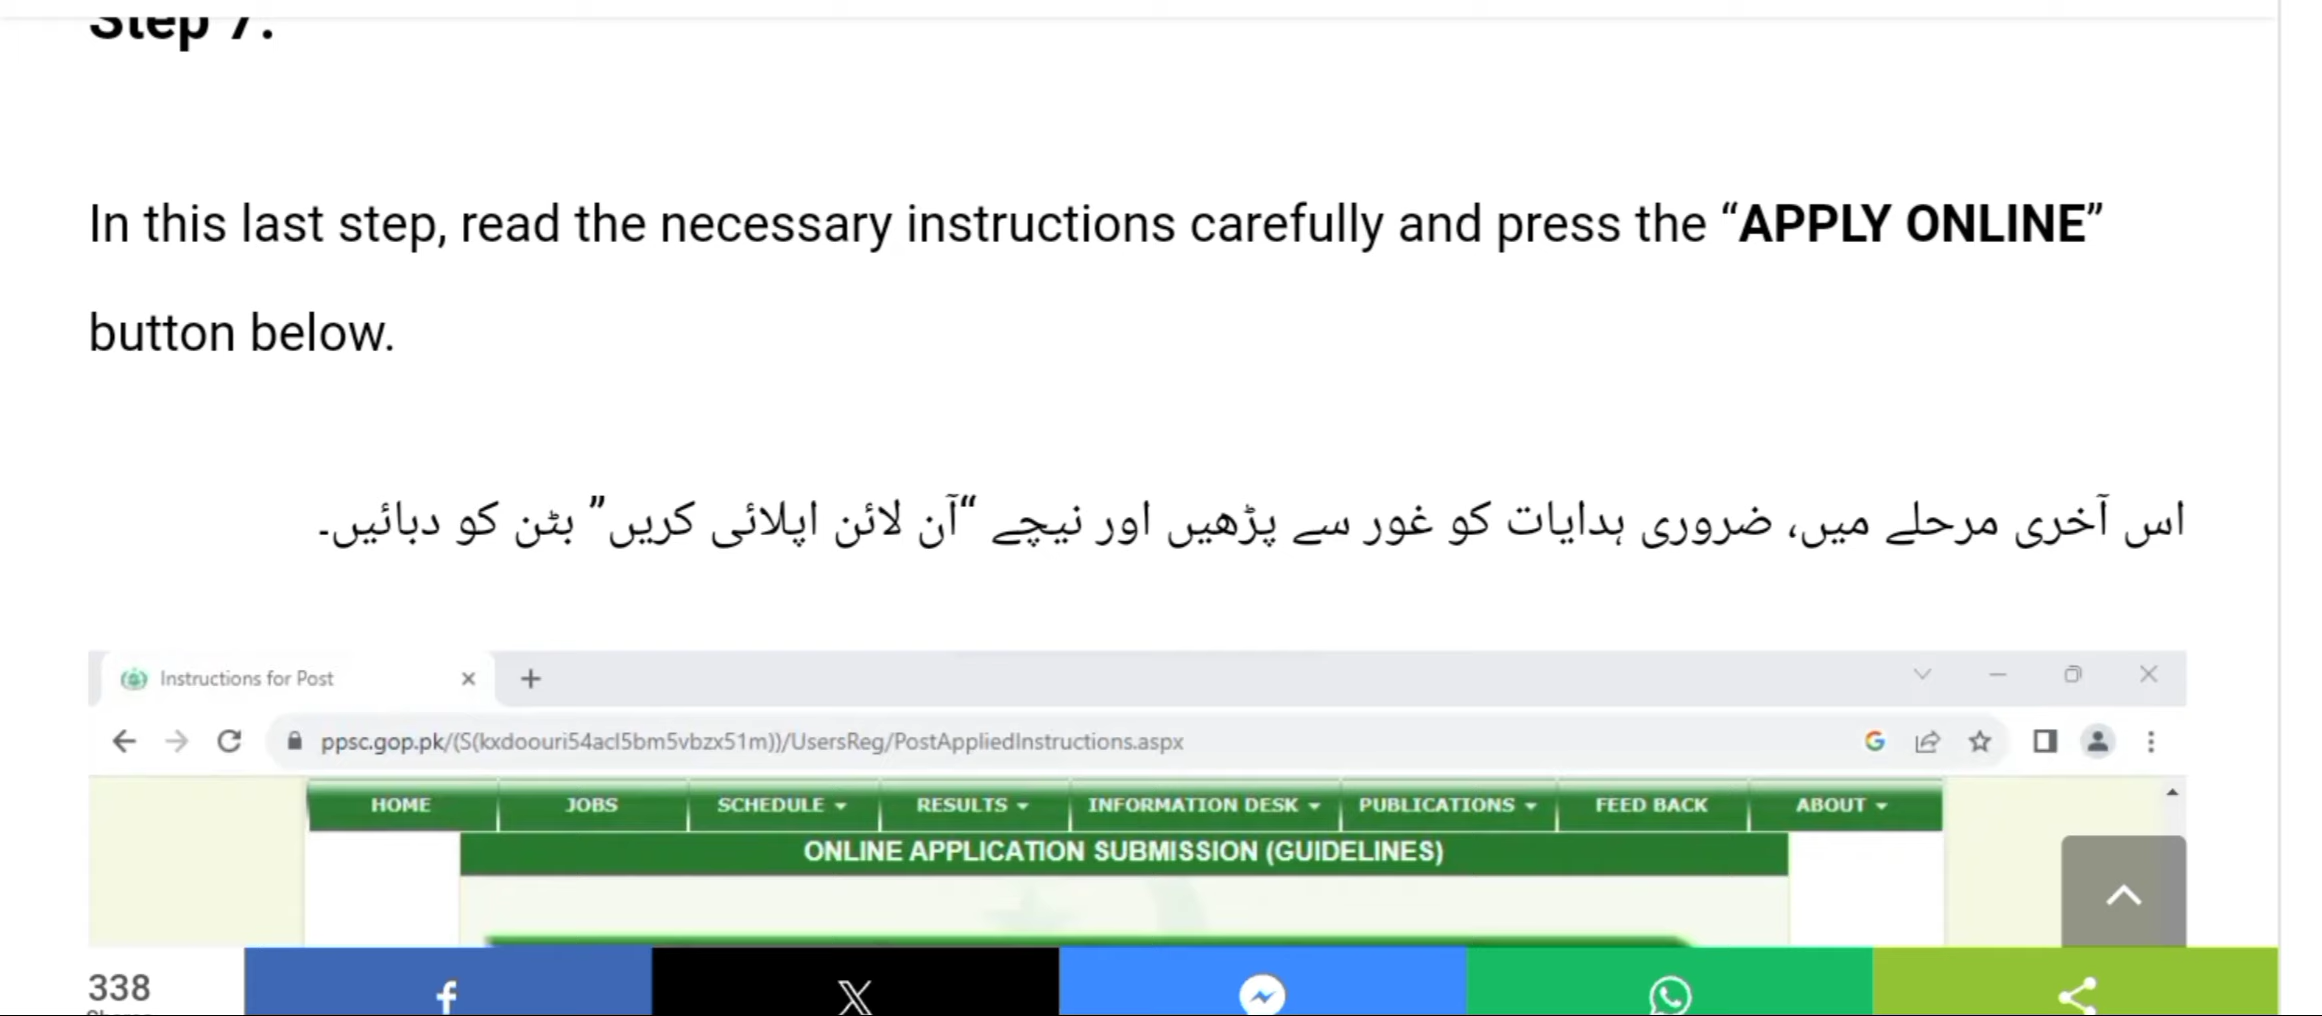 Step 7:
In this last step, read the necessary instructions carefully and press the “APPLY ONLINE”
button below.
اس آخری مرحلے میں، ضروری ہدایات کو غور سے پڑھیں اور نیچے “آن لائن اپلائی کریں” بٹن کو دبائیں۔
Instructions for Post
ppsc.gop.pk/(S(kxdoouri54acl5bm5vbzx51m))/UsersReg/PostAppliedInstructions.aspx
HOME JOBS SCHEDULE RESULTS INFORMATION DESK PUBLICATIONS FEED BACK ABOUT
ONLINE APPLICATION SUBMISSION (GUIDELINES)
338